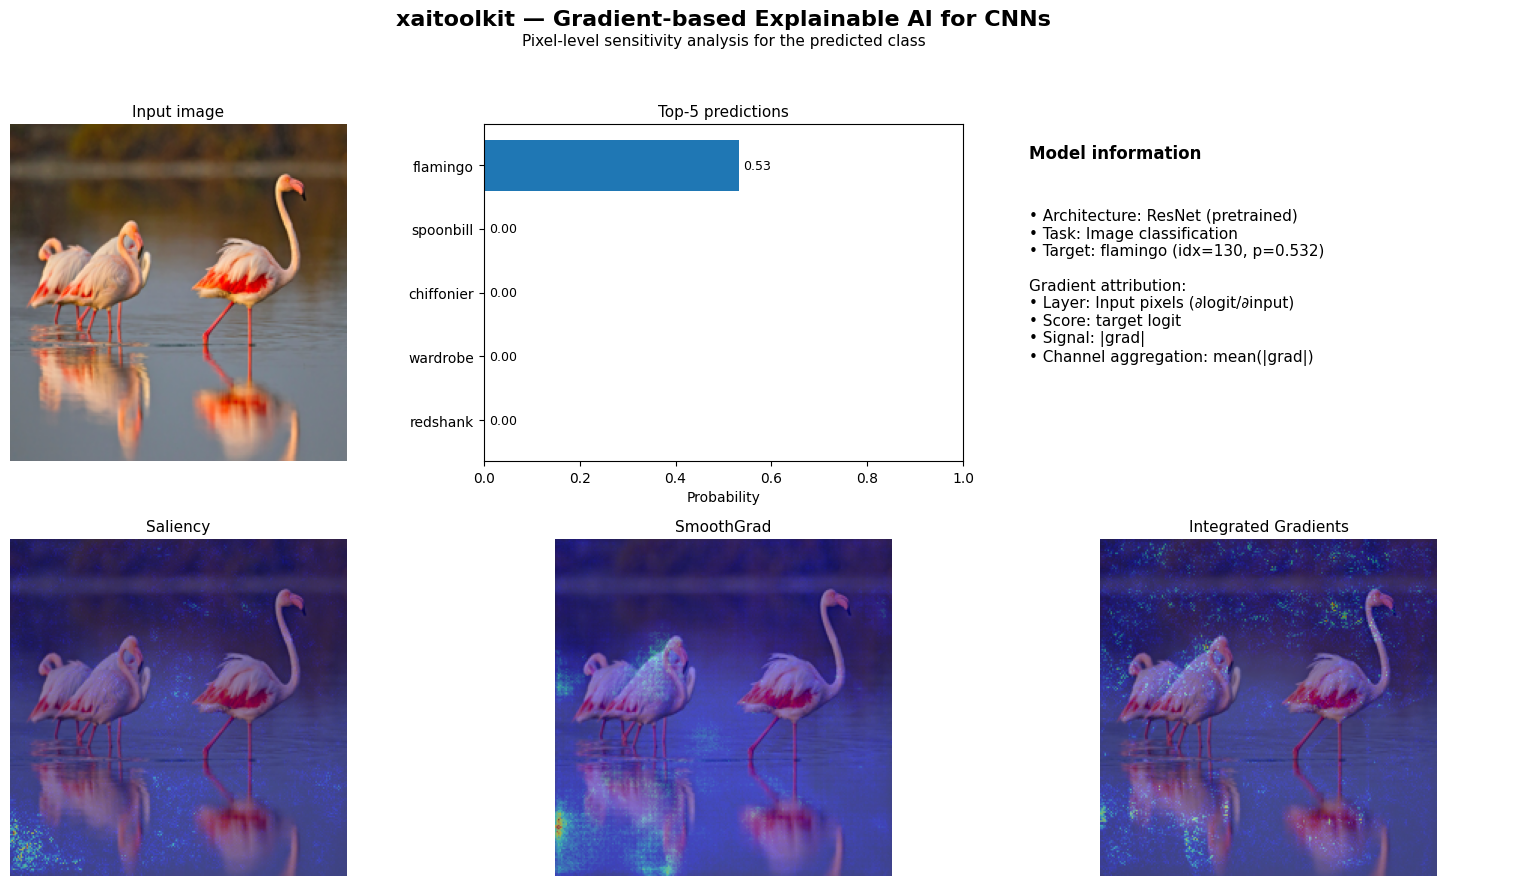 xaitoolkit — Gradient-based Explainable AI for CNNs
Pixel-level sensitivity analysis for the predicted class
Input image
Top-5 predictions
flamingo
0.53
spoonbill
0.00
chiffonier
0.00
wardrobe
0.00
redshank
0.00
0.0 0.2 0.4 0.6 0.8 1.0
Probability
Model information
• Architecture: ResNet (pretrained)
• Task: Image classification
• Target: flamingo (idx=130, p=0.532)
Gradient attribution:
• Layer: Input pixels (∂logit/∂input)
• Score: target logit
• Signal: |grad|
• Channel aggregation: mean(|grad|)
Saliency
SmoothGrad
Integrated Gradients